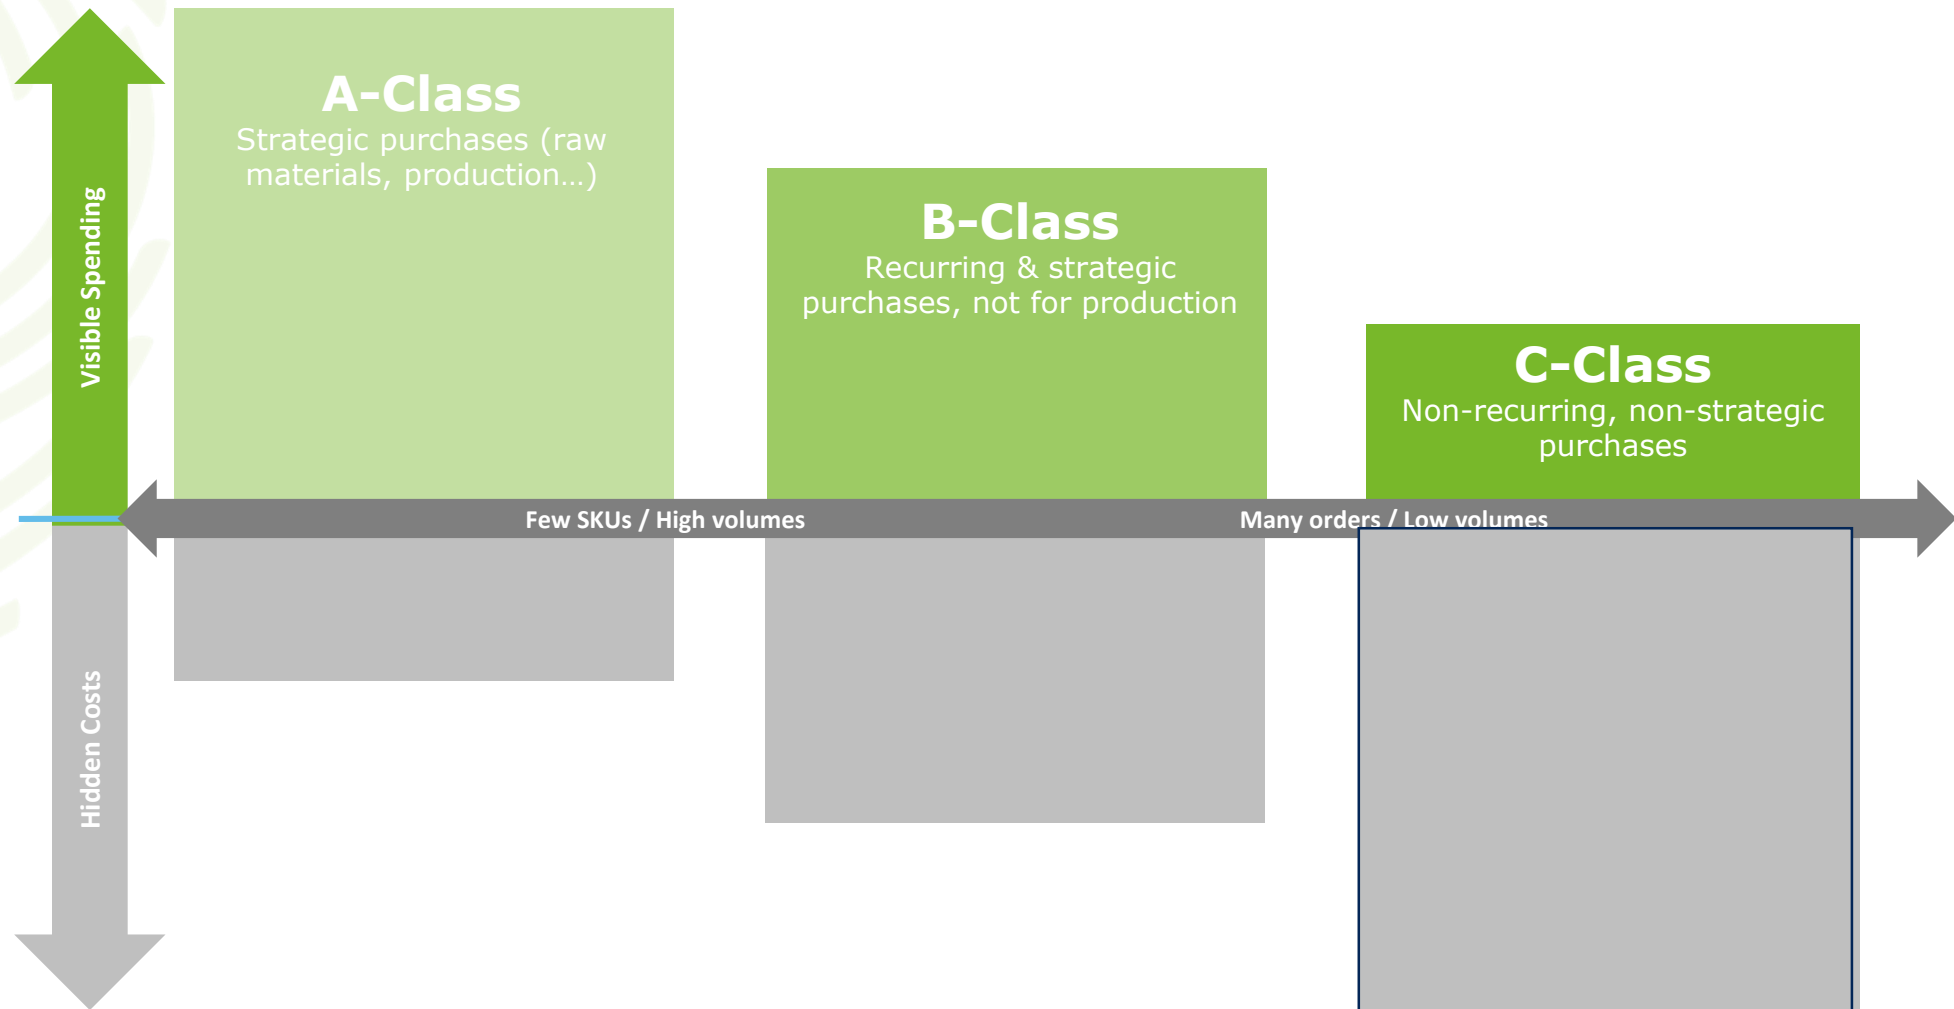 A-Class
Strategic purchases (raw
materials, production…)
B-Class
Recurring & strategic
purchases, not for production
C-Class
Non-recurring, non-strategic
purchases
Visible Spending
Few SKUs / High volumes
Many orders / Low volumes
Hidden Costs